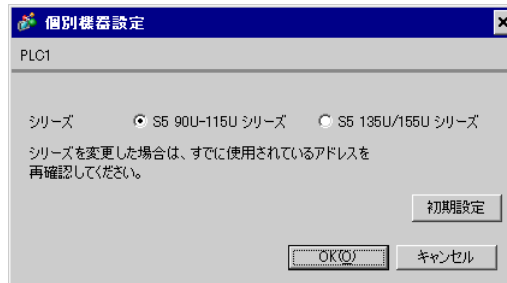 個別機器設定
PLC1
シリーズ S5 90U-115U シリーズ S5 135U/155U シリーズ
シリーズを変更した場合は、すでに使用されているアドレスを
再確認してください。
初期設定
OK(O) キャンセル